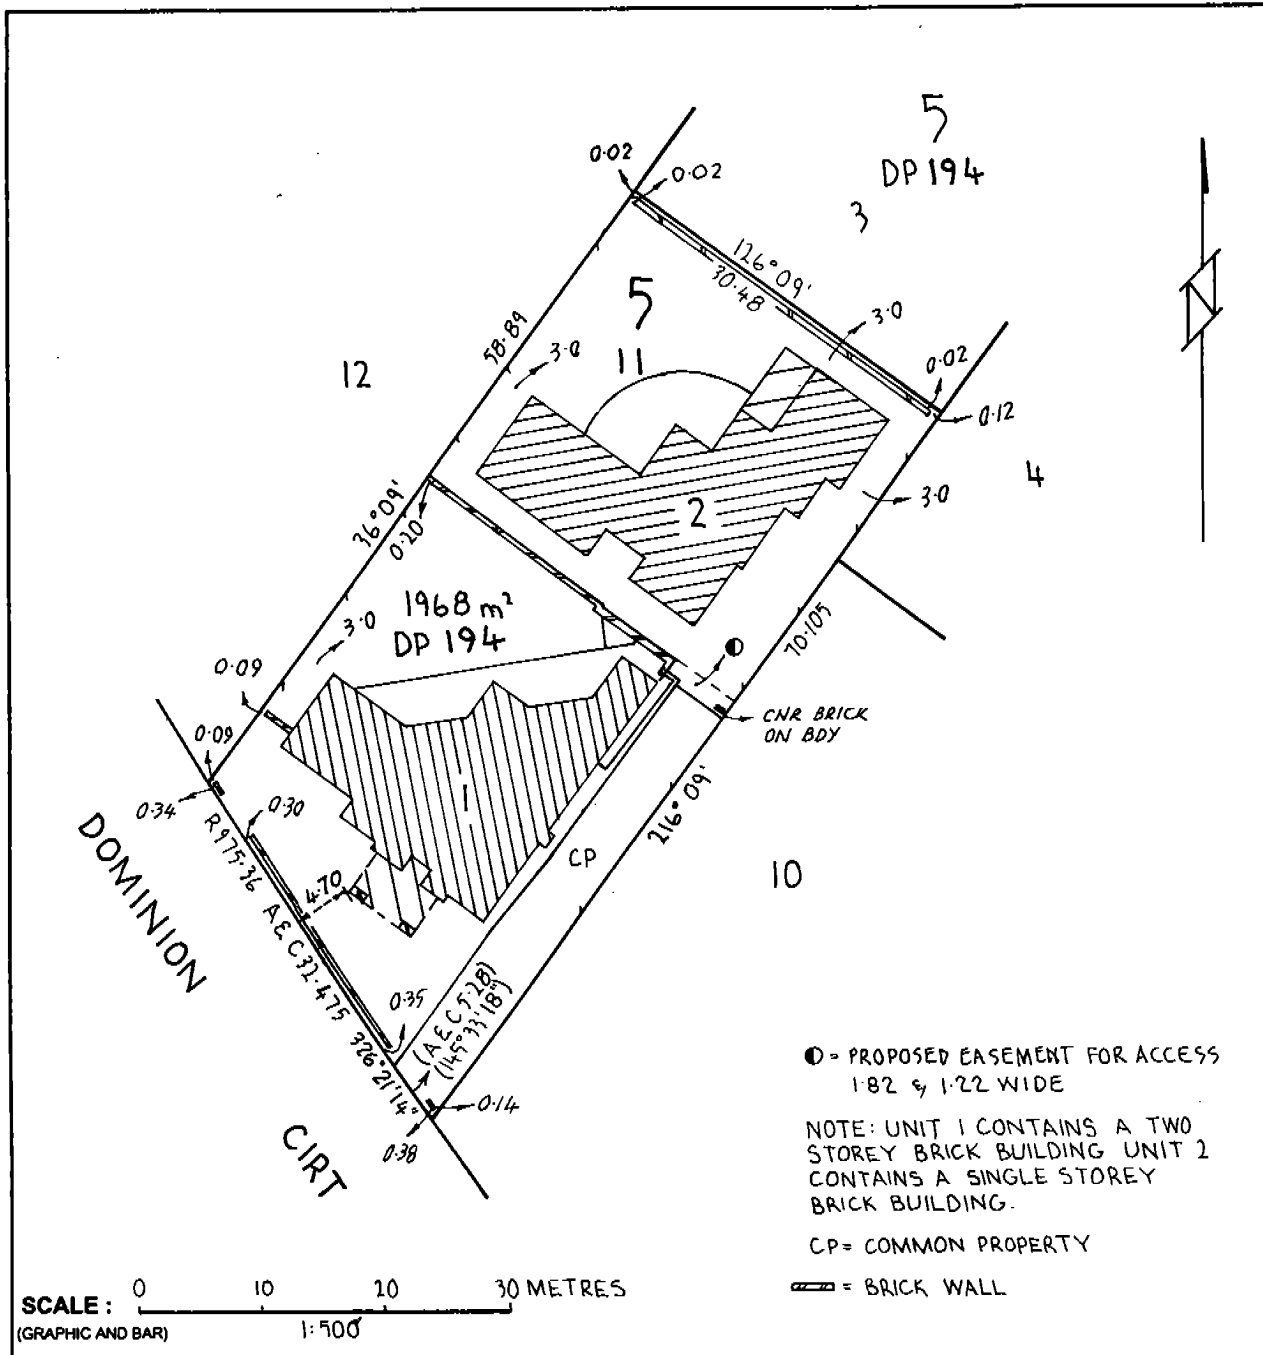 5
DP 194
3
0·02
0·02
126°09'
30·48
5
11
3·0
58·89
3·0
12
0·02
0·12
4
3·0
2
36°09'
0·20
1968 m²
DP 194
3·0
70·105
0·09
CNR BRICK
ON BDY
0·09
0·34
1
216°09'
0·30
CP
10
4·70
DOMINION
R975·36 A & C 32·475 326°21'14"
0·35
(A & C 5·28)
(145°33'18")
0·14
0·38
CIRT
= PROPOSED EASEMENT FOR ACCESS
1·82 & 1·22 WIDE
NOTE: UNIT 1 CONTAINS A TWO
STOREY BRICK BUILDING UNIT 2
CONTAINS A SINGLE STOREY
BRICK BUILDING.
CP = COMMON PROPERTY
= BRICK WALL
0 10 20 30 METRES
SCALE :
(GRAPHIC AND BAR)
1:500